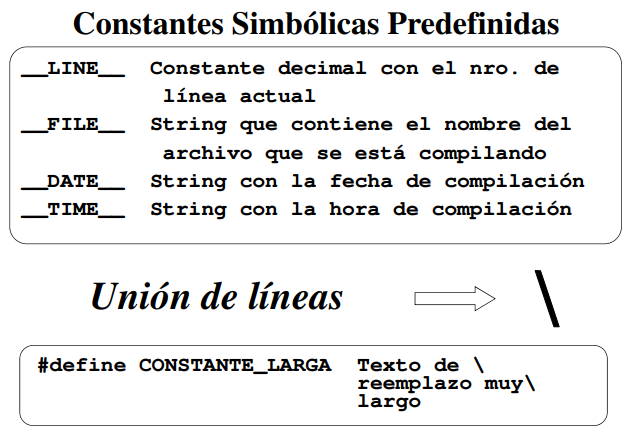 Constantes Simbólicas Predefinidas
__LINE__ Constante decimal con el nro. de
línea actual
__FILE__ String que contiene el nombre del
archivo que se está compilando
__DATE__ String con la fecha de compilación
__TIME__ String con la hora de compilación
Unión de líneas \
#define CONSTANTE_LARGA Texto de \
reemplazo muy\
largo